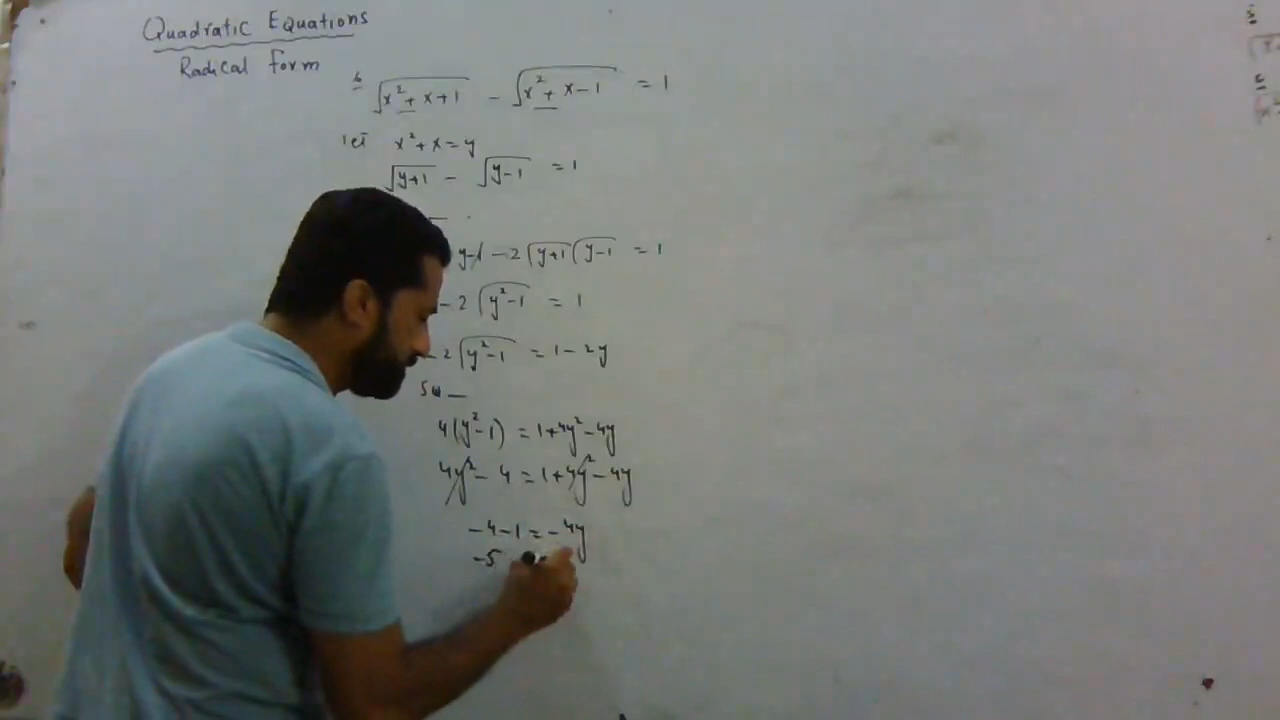 Quadratic Equations
Radical form
√(x²+x+1) - √(x²+x-1) = 1
let x²+x=y
√(y+1) - √(y-1) = 1
y-1 -2√(y+1)√(y-1) = 1
-2√(y²-1) = 1
-2√(y²-1) = 1-2y
4(y²-1) = 1+4y²-4y
4y²-4 = 1+4y²-4y
-4-1=-4y
-5